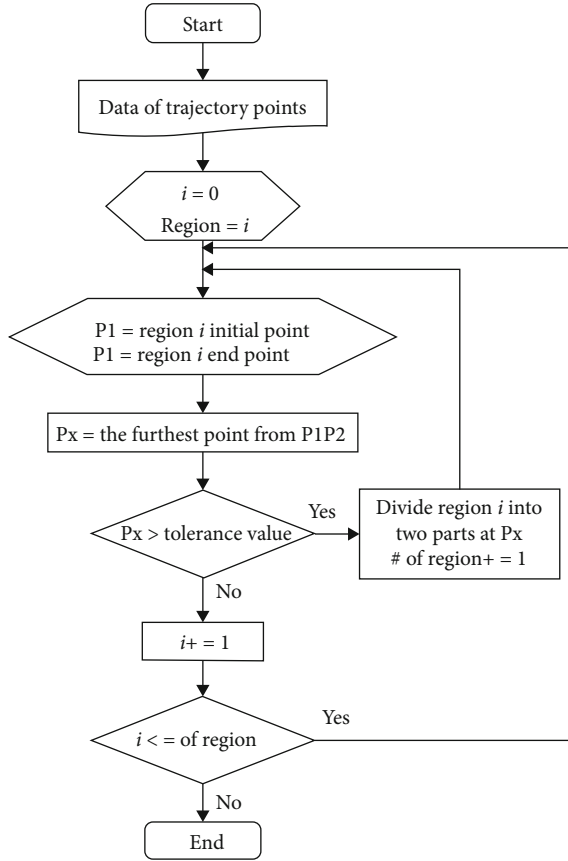 Start
Data of trajectory points
i = 0
Region = i
P1 = region i initial point
P1 = region i end point
Px = the furthest point from P1P2
Px > tolerance value
Yes
Divide region i into
two parts at Px
# of region+ = 1
No
i+ = 1
i < = of region
Yes
No
End